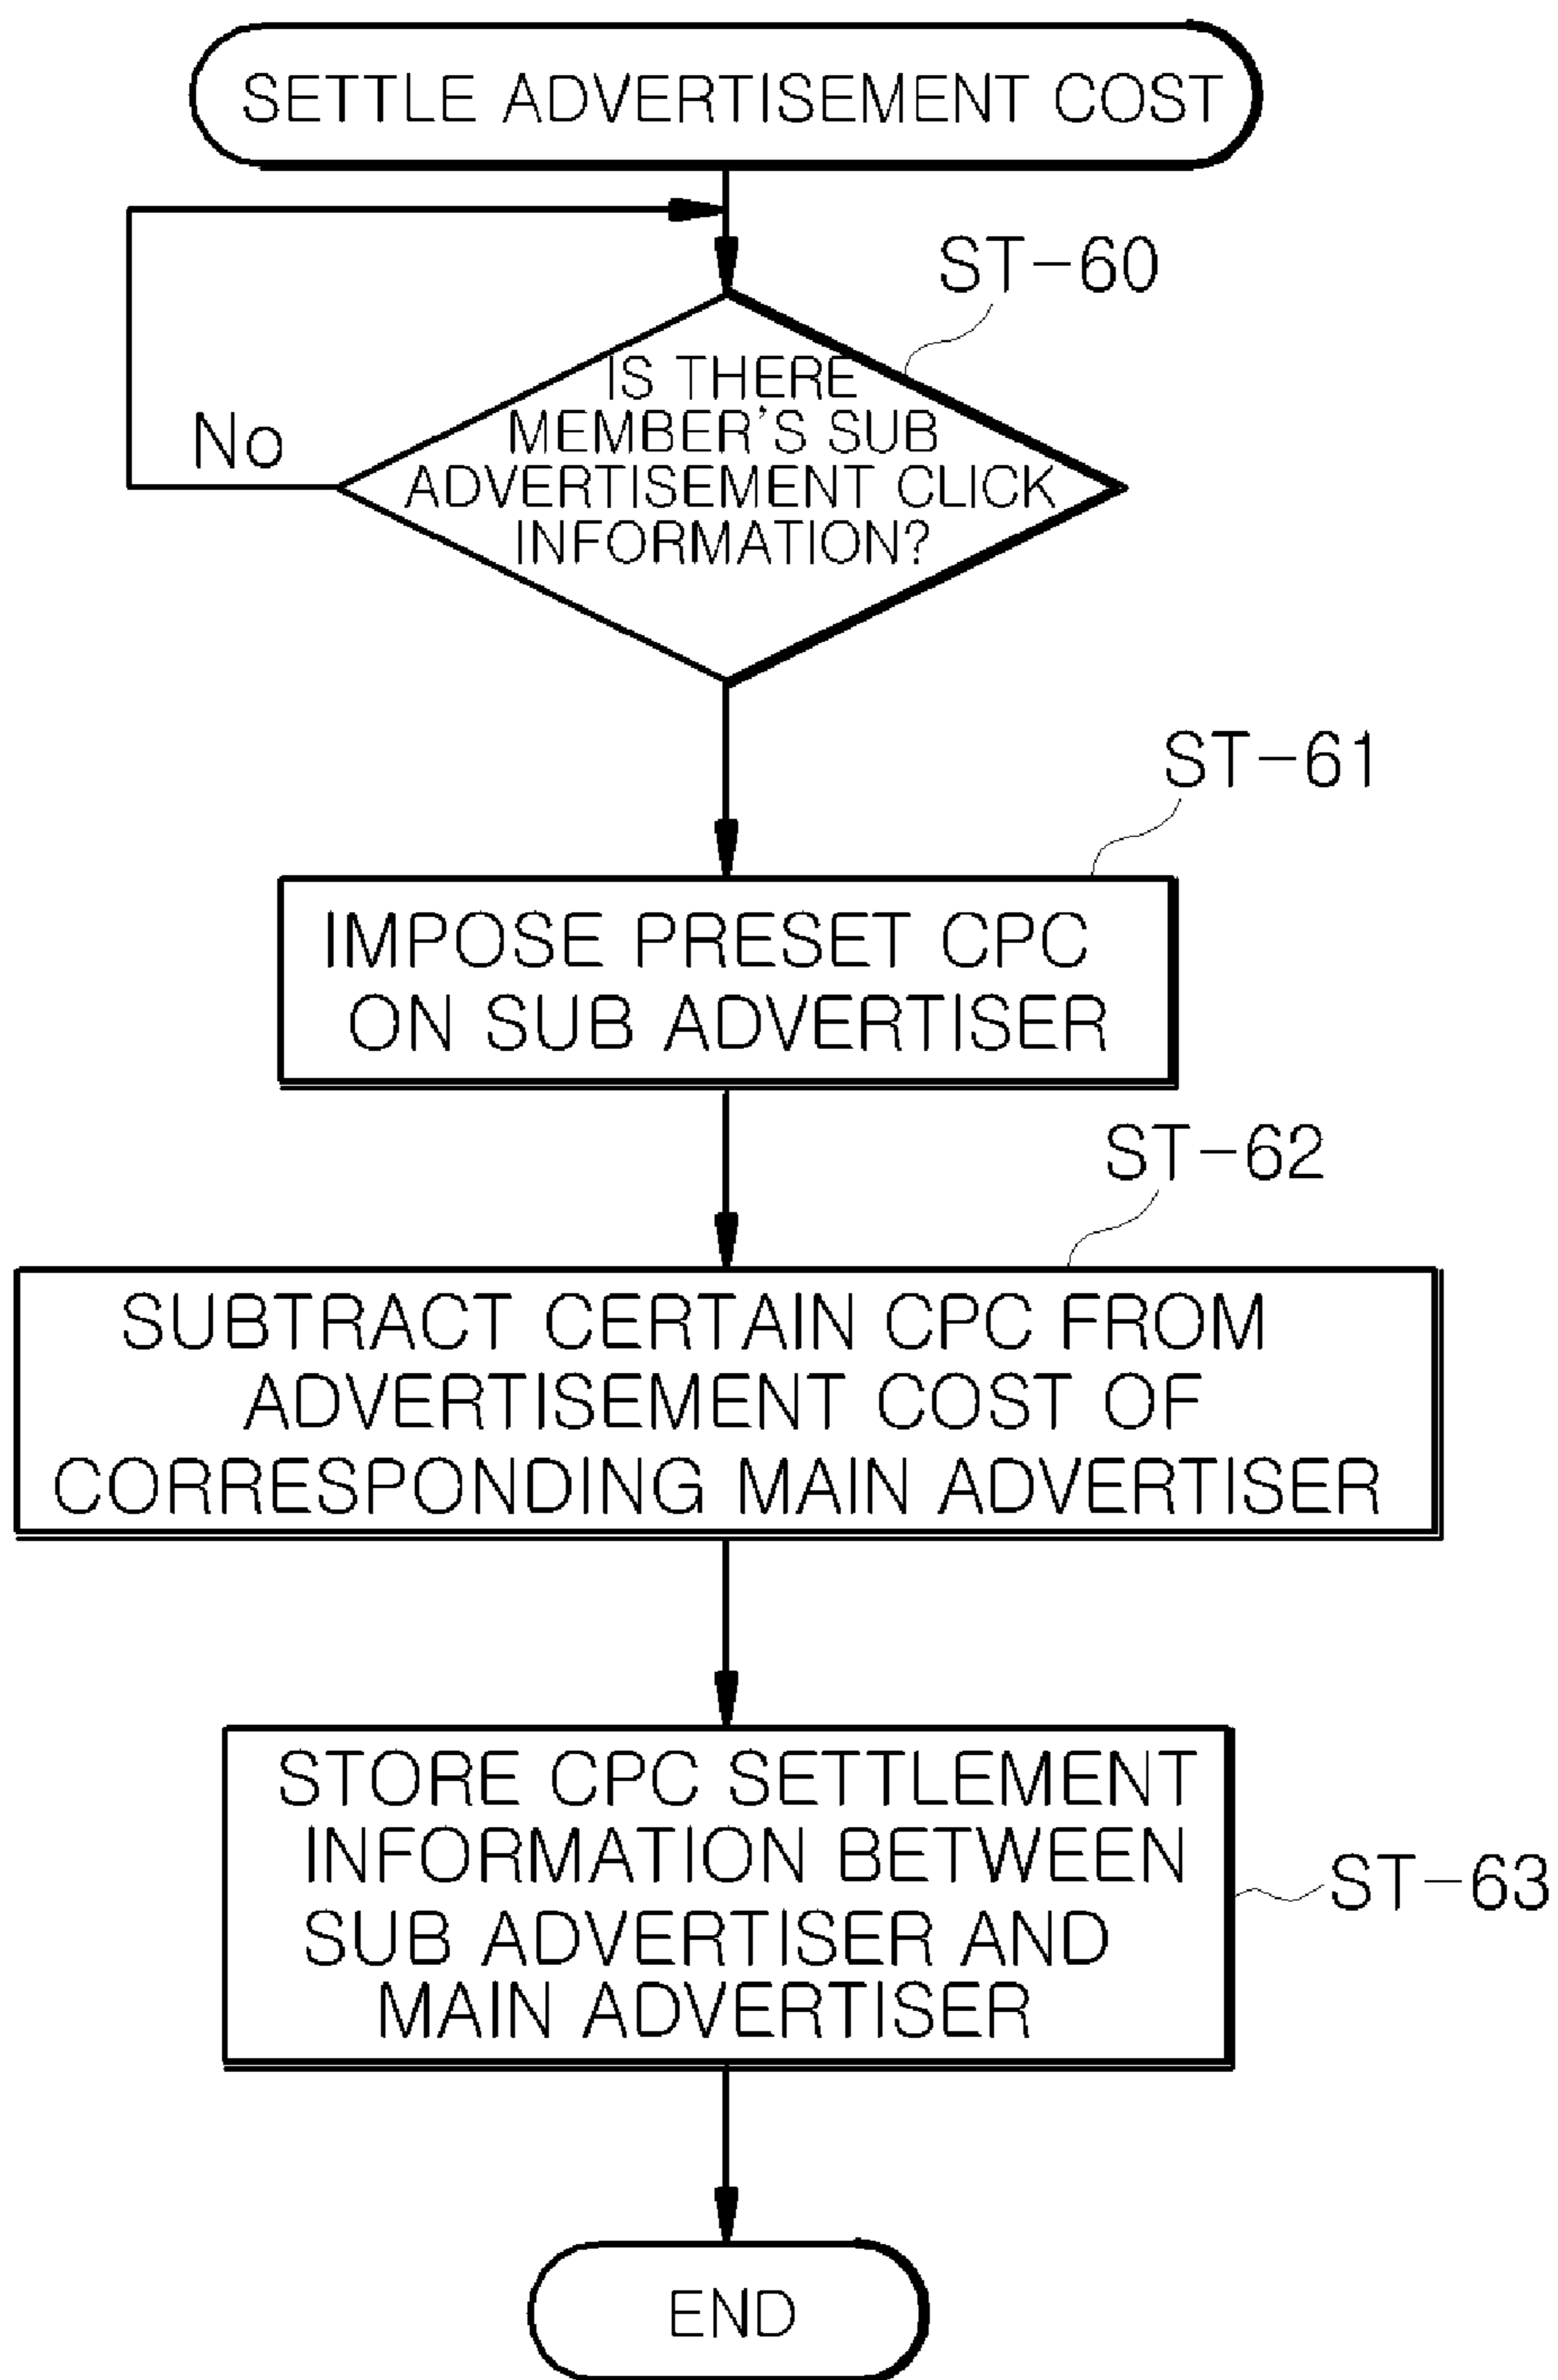 SETTLE ADVERTISEMENT COST
ST-60
IS THERE
MEMBER'S SUB
ADVERTISEMENT CLICK
INFORMATION?
No
ST-61
IMPOSE PRESET CPC
ON SUB ADVERTISER
ST-62
SUBTRACT CERTAIN CPC FROM
ADVERTISEMENT COST OF
CORRESPONDING MAIN ADVERTISER
STORE CPC SETTLEMENT
INFORMATION BETWEEN
SUB ADVERTISER AND
MAIN ADVERTISER
ST-63
END